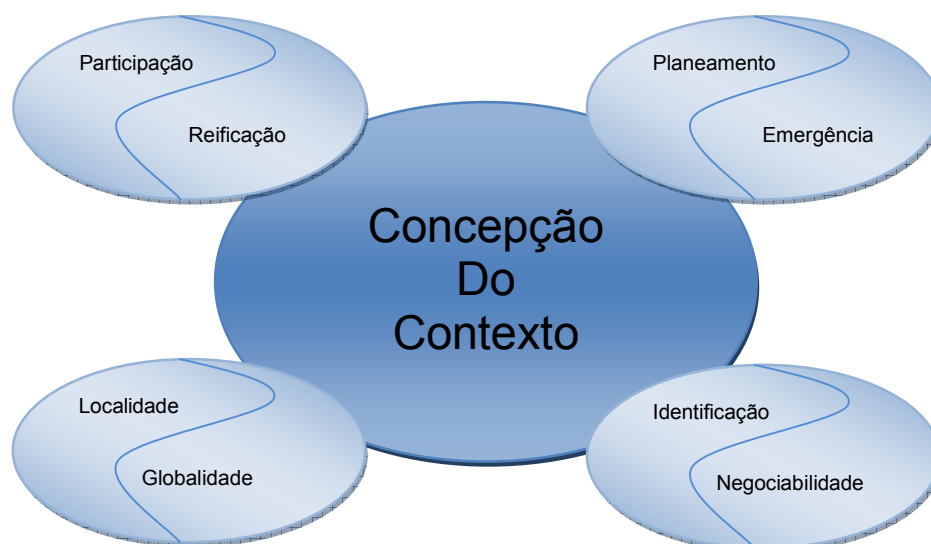 Participação
Reificação
Planeamento
Emergência
Concepção
Do
Contexto
Localidade
Globalidade
Identificação
Negociabilidade